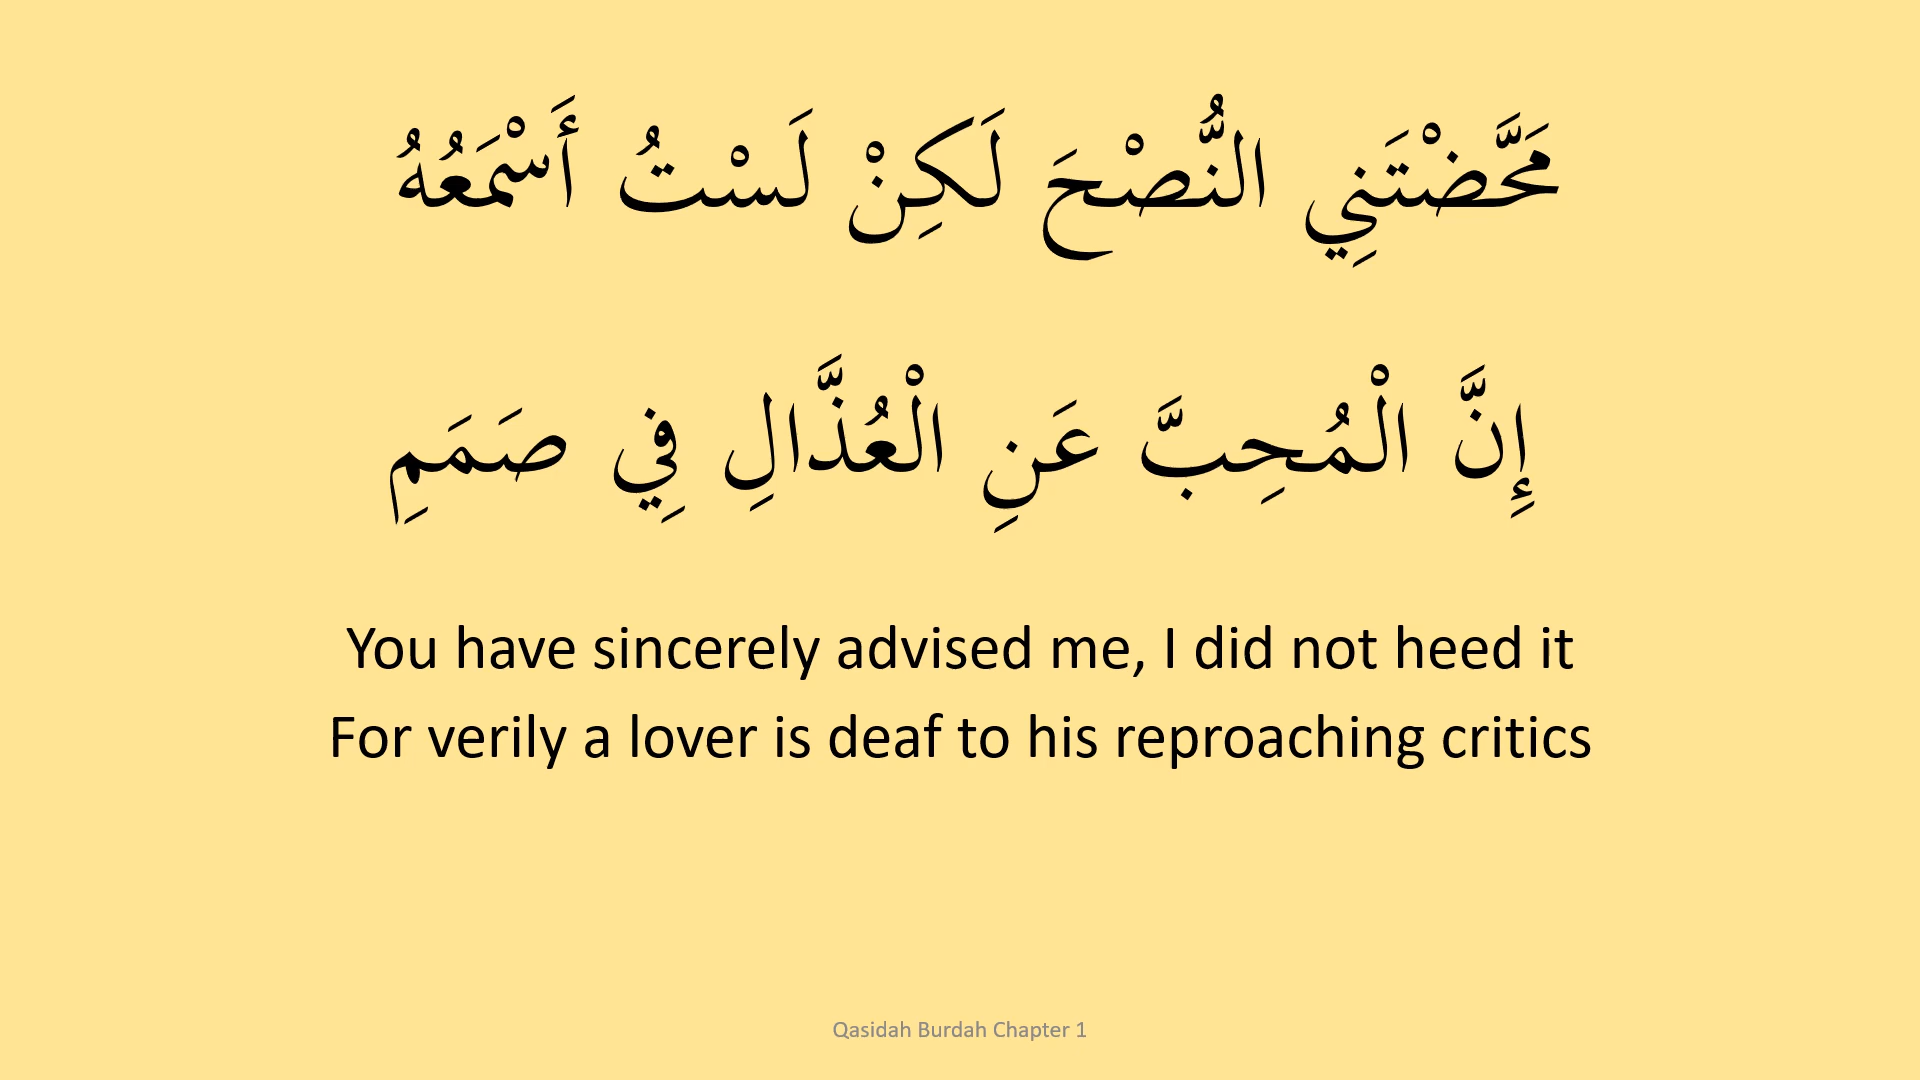 مَحَّضْتَنِي النُّصْحَ لَكِنْ لَسْتُ أَسْمَعُهُ
إِنَّ الْمُحِبَّ عَنِ الْعُذَّالِ فِي صَمَمِ
You have sincerely advised me, I did not heed it
For verily a lover is deaf to his reproaching critics
Qasidah Burdah Chapter 1